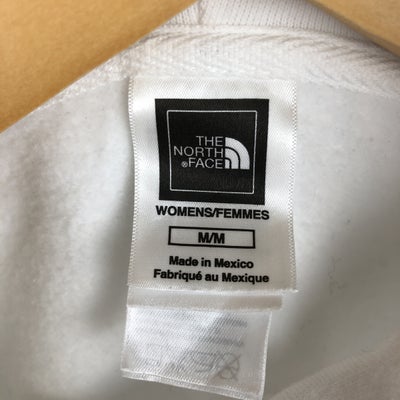 THE
NORTH
®FACE
WOMENS/FEMMES
M/M
Made in Mexico
Fabriqué au Mexique